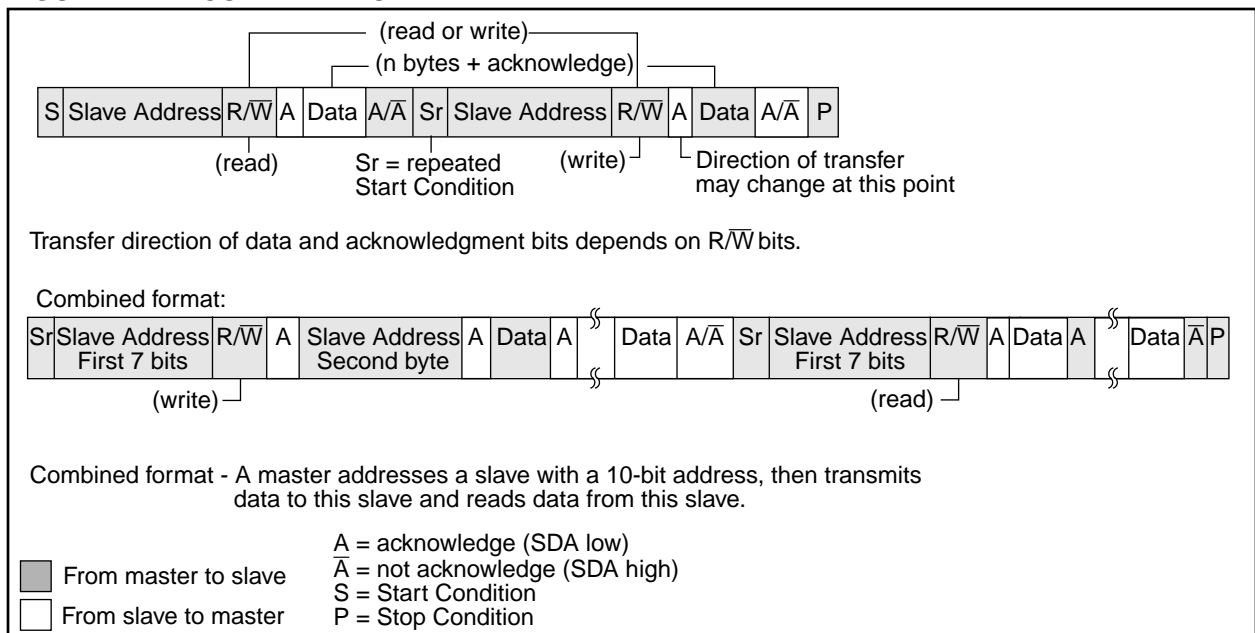 (read or write)
(n bytes + acknowledge)
S Slave Address R/W̅ A Data A/A̅ Sr Slave Address R/W̅ A Data A/A̅ P
(read) Sr = repeated (write) Direction of transfer
Start Condition may change at this point
Transfer direction of data and acknowledgment bits depends on R/W̅ bits.
Combined format:
Sr Slave Address R/W̅ A Slave Address A Data A Data A/A̅ Sr Slave Address R/W̅ A Data A Data A̅ P
First 7 bits Second byte First 7 bits
(write) (read)
Combined format - A master addresses a slave with a 10-bit address, then transmits
data to this slave and reads data from this slave.
A = acknowledge (SDA low)
A̅ = not acknowledge (SDA high)
From master to slave
S = Start Condition
From slave to master
P = Stop Condition